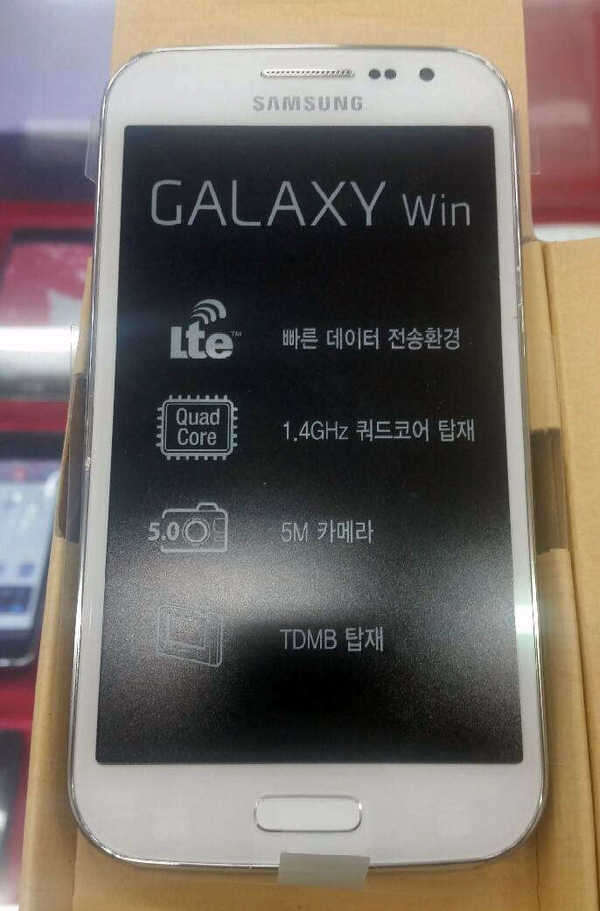 SAMSUNG
GALAXY Win
Lte™ 빠른 데이터 전송환경
Quad
Core
1.4GHz 쿼드코어 탑재
5.0 5M 카메라
TDMB 탑재